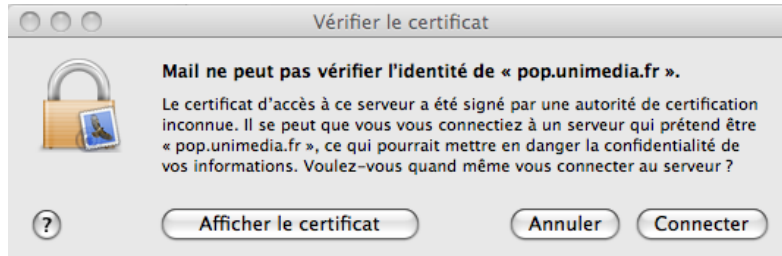 Vérifier le certificat
Mail ne peut pas vérifier l'identité de « pop.unimedia.fr ».
Le certificat d'accès à ce serveur a été signé par une autorité de certification
inconnue. Il se peut que vous vous connectiez à un serveur qui prétend être
« pop.unimedia.fr », ce qui pourrait mettre en danger la confidentialité de
vos informations. Voulez-vous quand même vous connecter au serveur ?
? Afficher le certificat Annuler Connecter